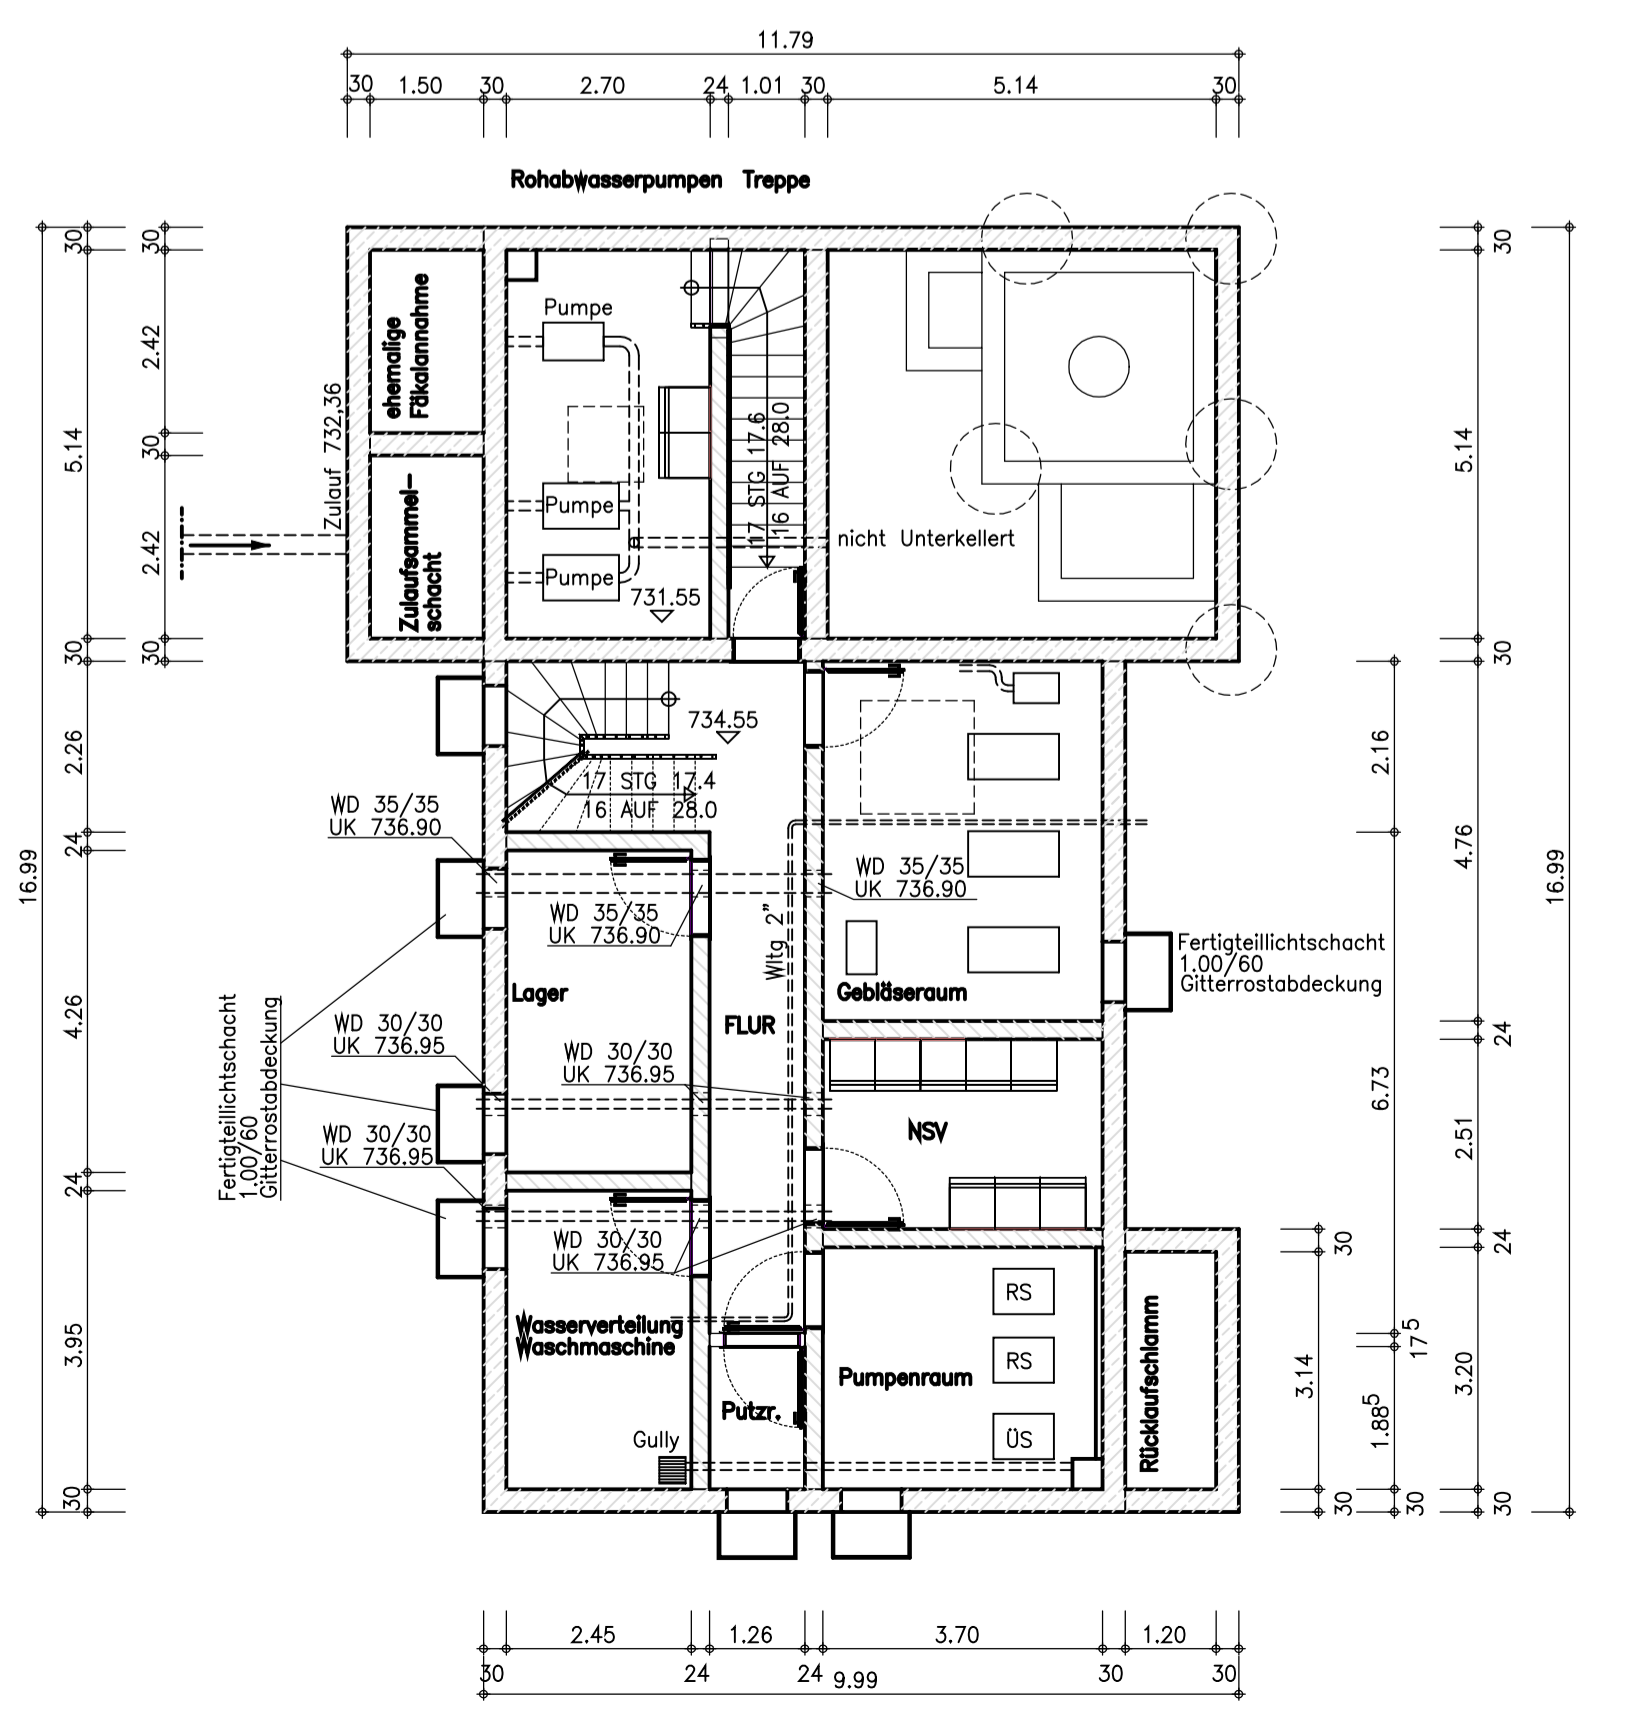 11.79
30 1.50 30 2.70 24 1.01 30 5.14 30
Rohabwasserpumpen Treppe
30
30
30
ehemalige
Fäkalannahme
Pumpe
2.42
Zulauf 732,36
17 STG 17.6
16 AUF 28.0
5.14
30
5.14
Zulaufsammel-
schacht
Pumpe
nicht Unterkellert
2.42
Pumpe
731.55
30
30
30
734.55
2.26
2.16
17 STG 17.4
16 AUF 28.0
WD 35/35
UK 736.90
24
16.99
4.76
16.99
WD 35/35
UK 736.90
WD 35/35
UK 736.90
Wltg 2"
Fertigteillichtschacht
1.00/60
Gitterrostabdeckung
Lager
Gebläseraum
4.26
FLUR
24
Fertigteillichtschacht
1.00/60
Gitterrostabdeckung
WD 30/30
UK 736.95
WD 30/30
UK 736.95
6.73
NSV
2.51
WD 30/30
UK 736.95
24
WD 30/30
UK 736.95
30
24
RS
Wasserverteilung
Waschmaschine
3.95
17⁵
RS
Pumpenraum
Rücklaufschlamm
3.14
3.20
1.88⁵
Putzr.
Gully
ÜS
30
30
30
30
2.45 1.26 3.70 1.20
30 24 24 30 30
9.99